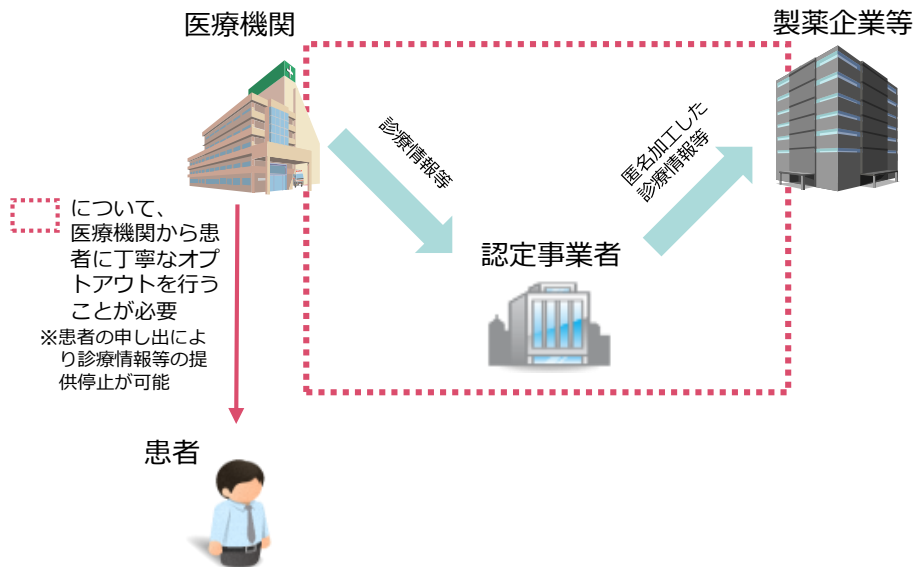 医療機関
製薬企業等
診療情報等
匿名加工した
診療情報等
認定事業者
について、
医療機関から患
者に丁寧なオプ
トアウトを行う
ことが必要
※患者の申し出によ
り診療情報等の提
供停止が可能
患者